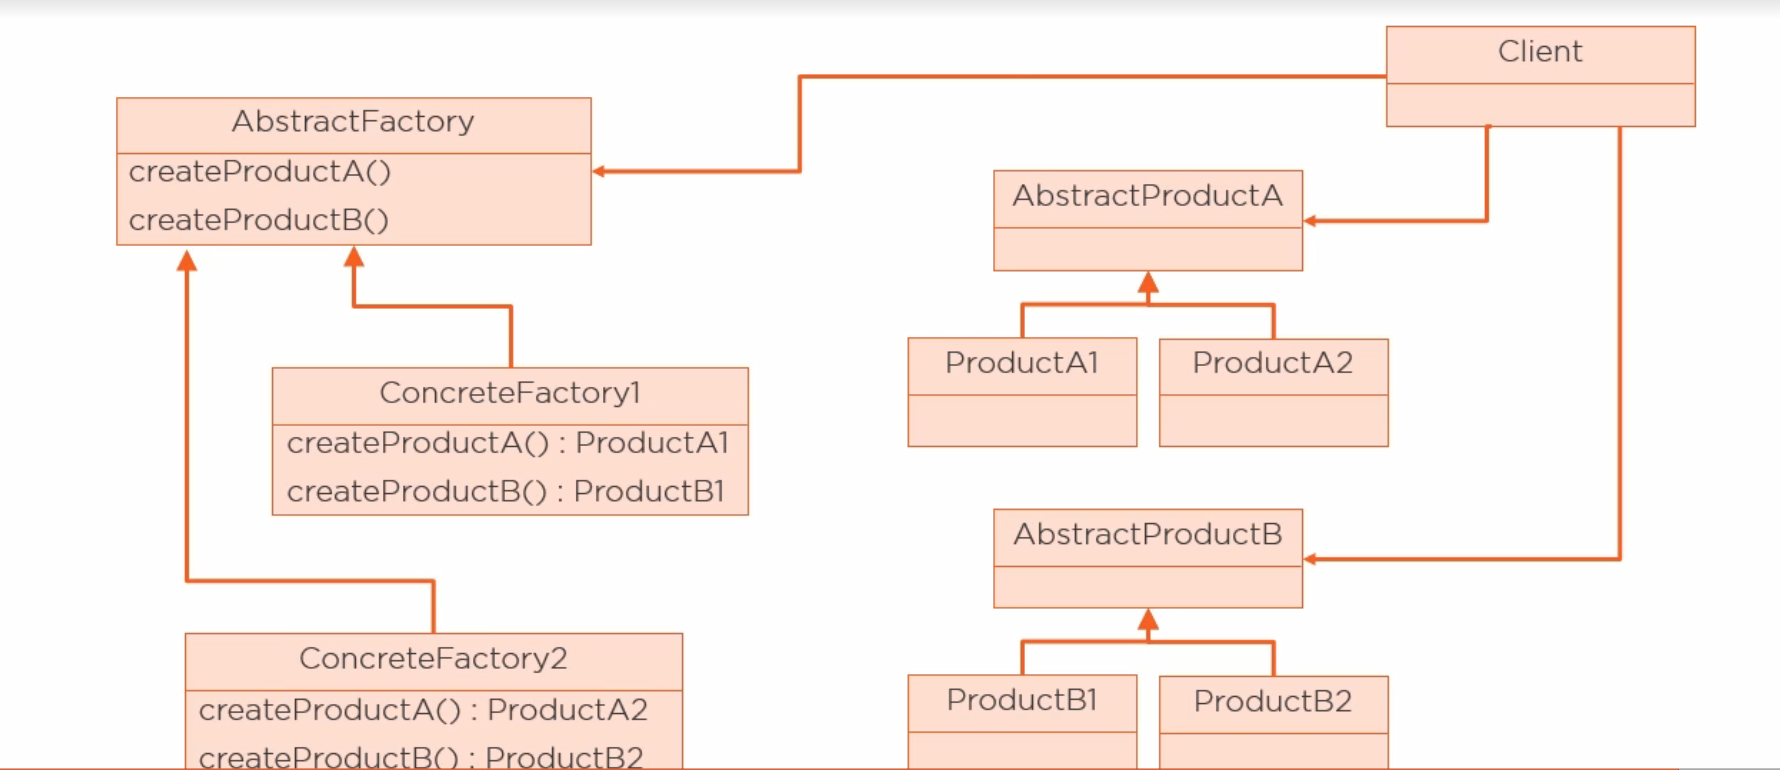 Client
AbstractFactory
createProductA()
createProductB()
AbstractProductA
ProductA1
ProductA2
ConcreteFactory1
createProductA() : ProductA1
createProductB() : ProductB1
AbstractProductB
ConcreteFactory2
createProductA() : ProductA2
createProductB() : ProductB2
ProductB1
ProductB2